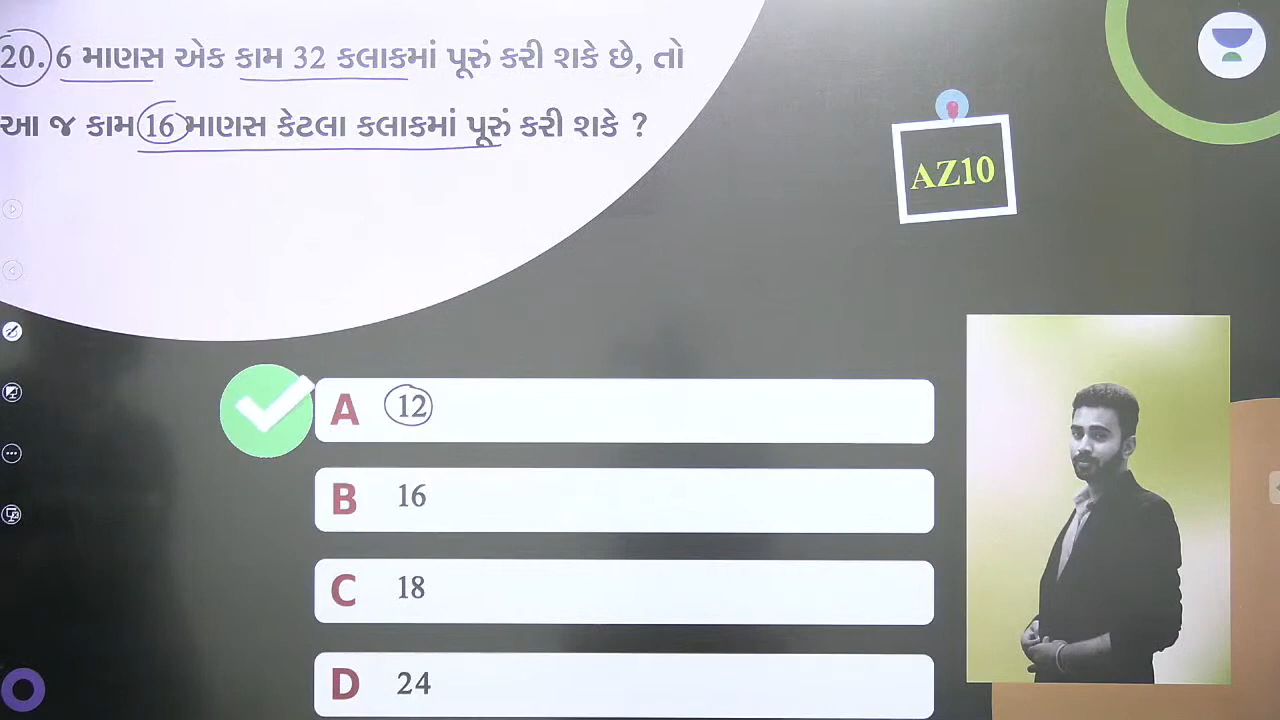 20. 6 માણસ એક કામ 32 કલાકમાં પૂરું કરી શકે છે, તો
આ જ કામ 16 માણસ કેટલા કલાકમાં પૂરું કરી શકે ?
AZ10
A 12
B 16
C 18
D 24